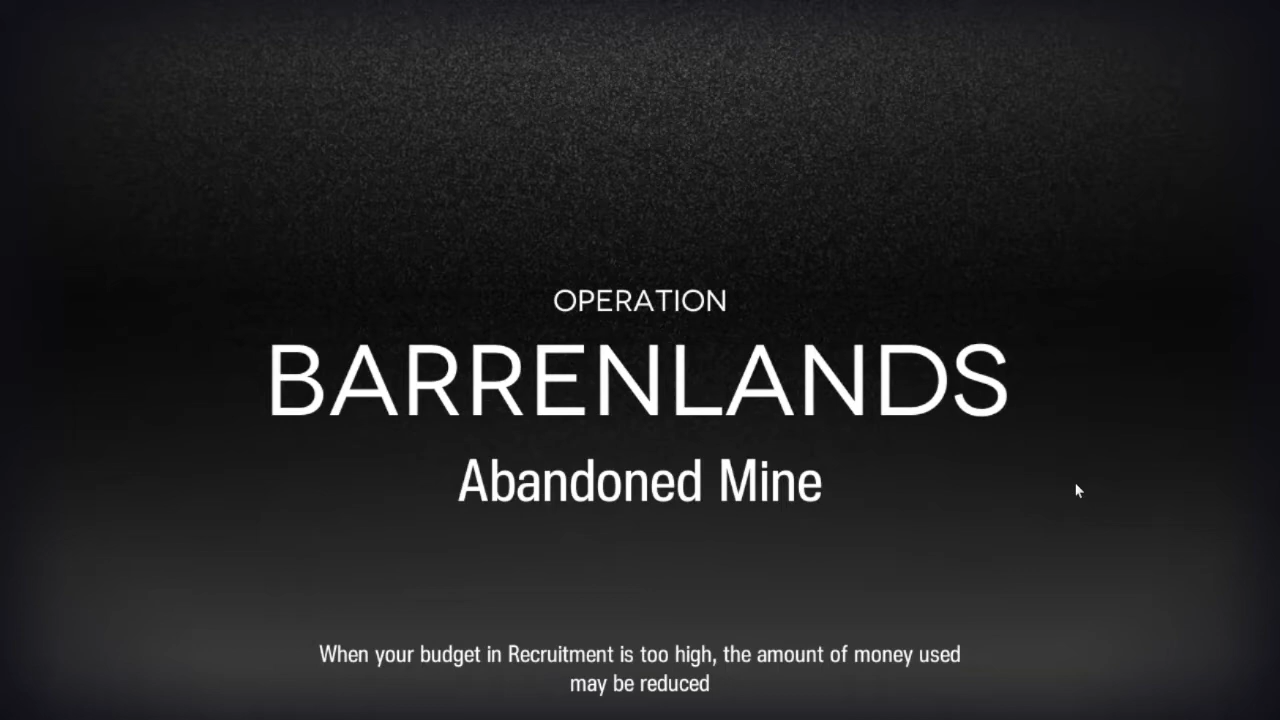 OPERATION
BARRENLANDS
Abandoned Mine
When your budget in Recruitment is too high, the amount of money used
may be reduced